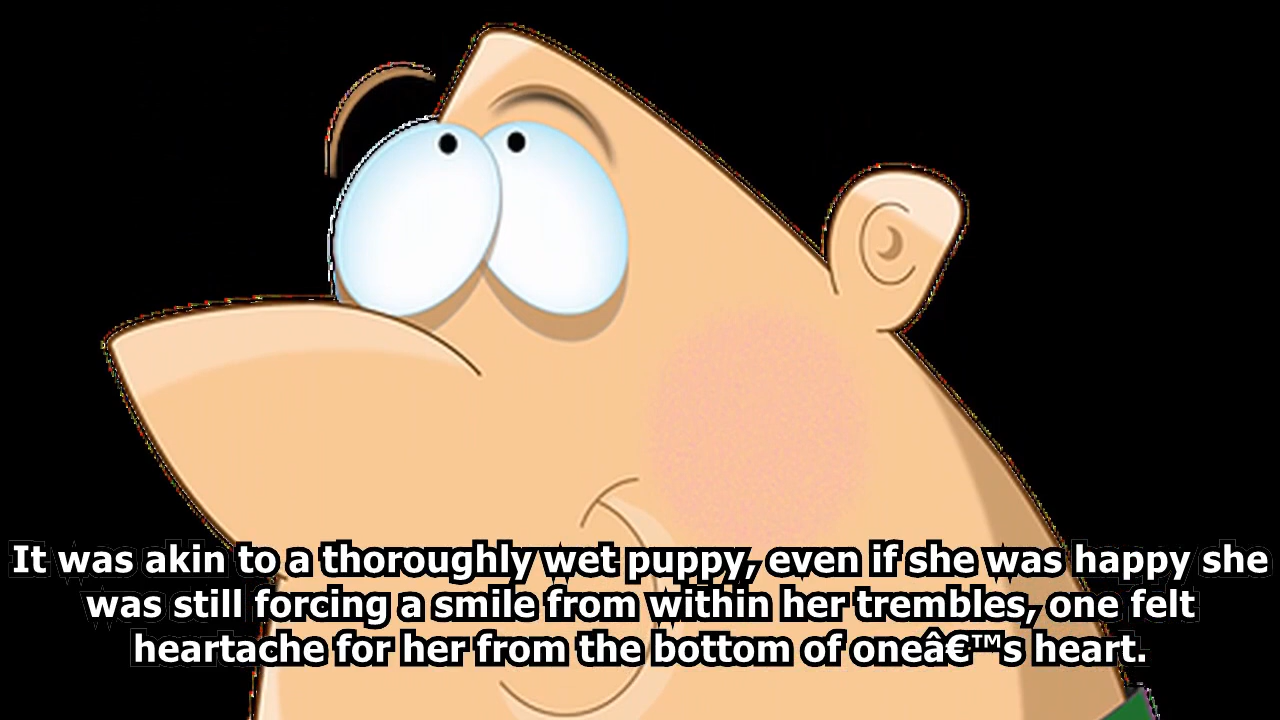 It was akin to a thoroughly wet puppy, even if she was happy she
was still forcing a smile from within her trembles, one felt
heartache for her from the bottom of oneâ€™s heart.